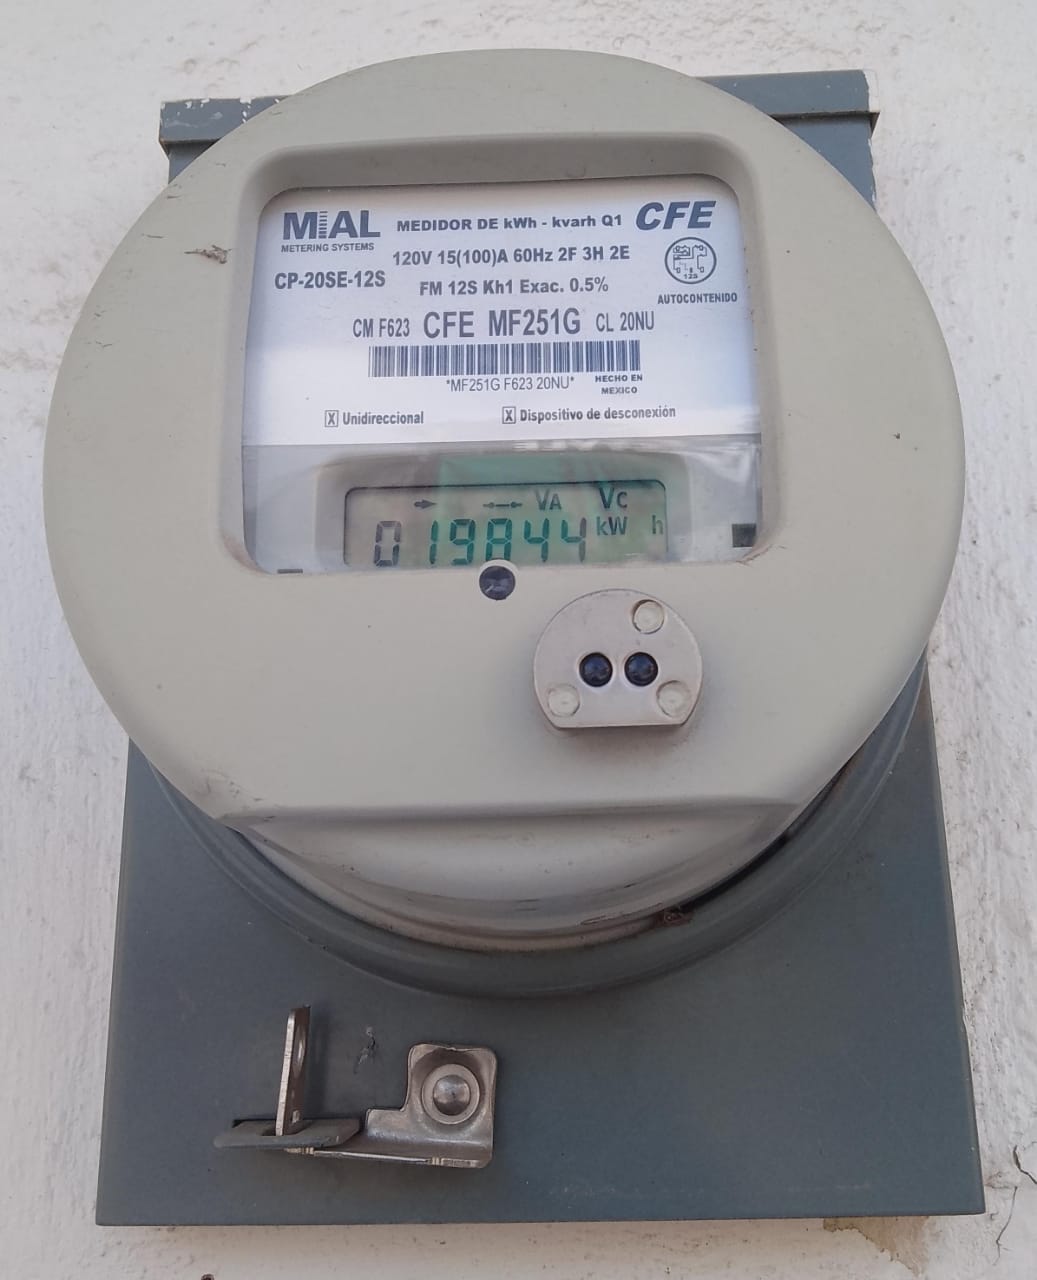 MIAL
METERING SYSTEMS
MEDIDOR DE kWh - kvarh Q1
CFE
120V 15(100)A 60Hz 2F 3H 2E
CP-20SE-12S
FM 12S Kh1 Exac. 0.5%
12S
AUTOCONTENIDO
CM F623 CFE MF251G CL 20NU
*MF251G F623 20NU*
HECHO EN
MEXICO
X Unidireccional
X Dispositivo de desconexión
VA VC
019844 kW h